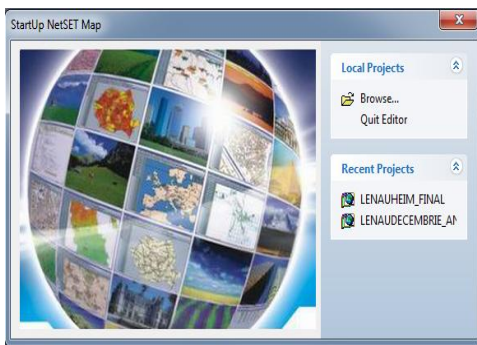 StartUp NetSET Map
Local Projects
Browse...
Quit Editor
Recent Projects
LENAUHEIM_FINAL
LENAUDECEMBRIE_AN